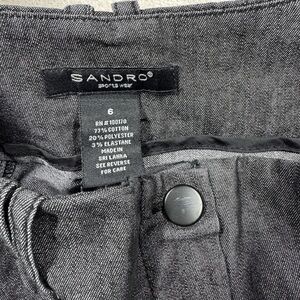 SANDRO®
SPORTSWEAR
6
RN#100170
77% COTTON
20% POLYESTER
3% ELASTANE
MADE IN
SRI LANKA
SEE REVERSE
FOR CARE